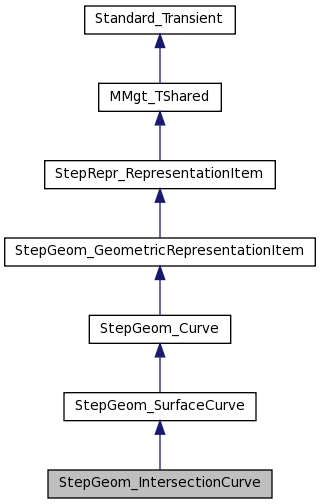 Standard_Transient
MMgt_TShared
StepRepr_RepresentationItem
StepGeom_GeometricRepresentationItem
StepGeom_Curve
StepGeom_SurfaceCurve
StepGeom_IntersectionCurve